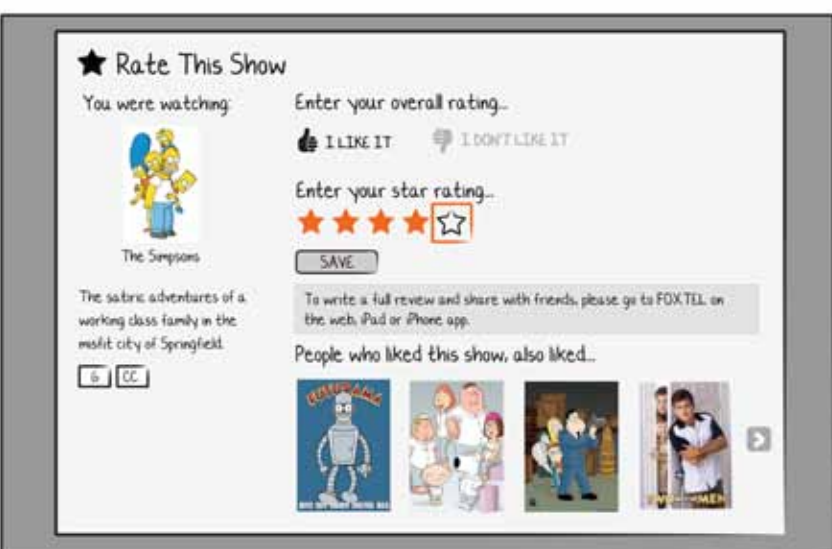 Rate This Show
You were watching:
The Simpsons
The satiric adventures of a
working class family in the
misfit city of Springfield.
G CC
Enter your overall rating...
I LIKE IT I DON'T LIKE IT
Enter your star rating...
SAVE
To write a full review and share with friends, please go to FOXTEL on
the web, iPad or iPhone app.
People who liked this show, also liked...
FUTURAMA
MEN